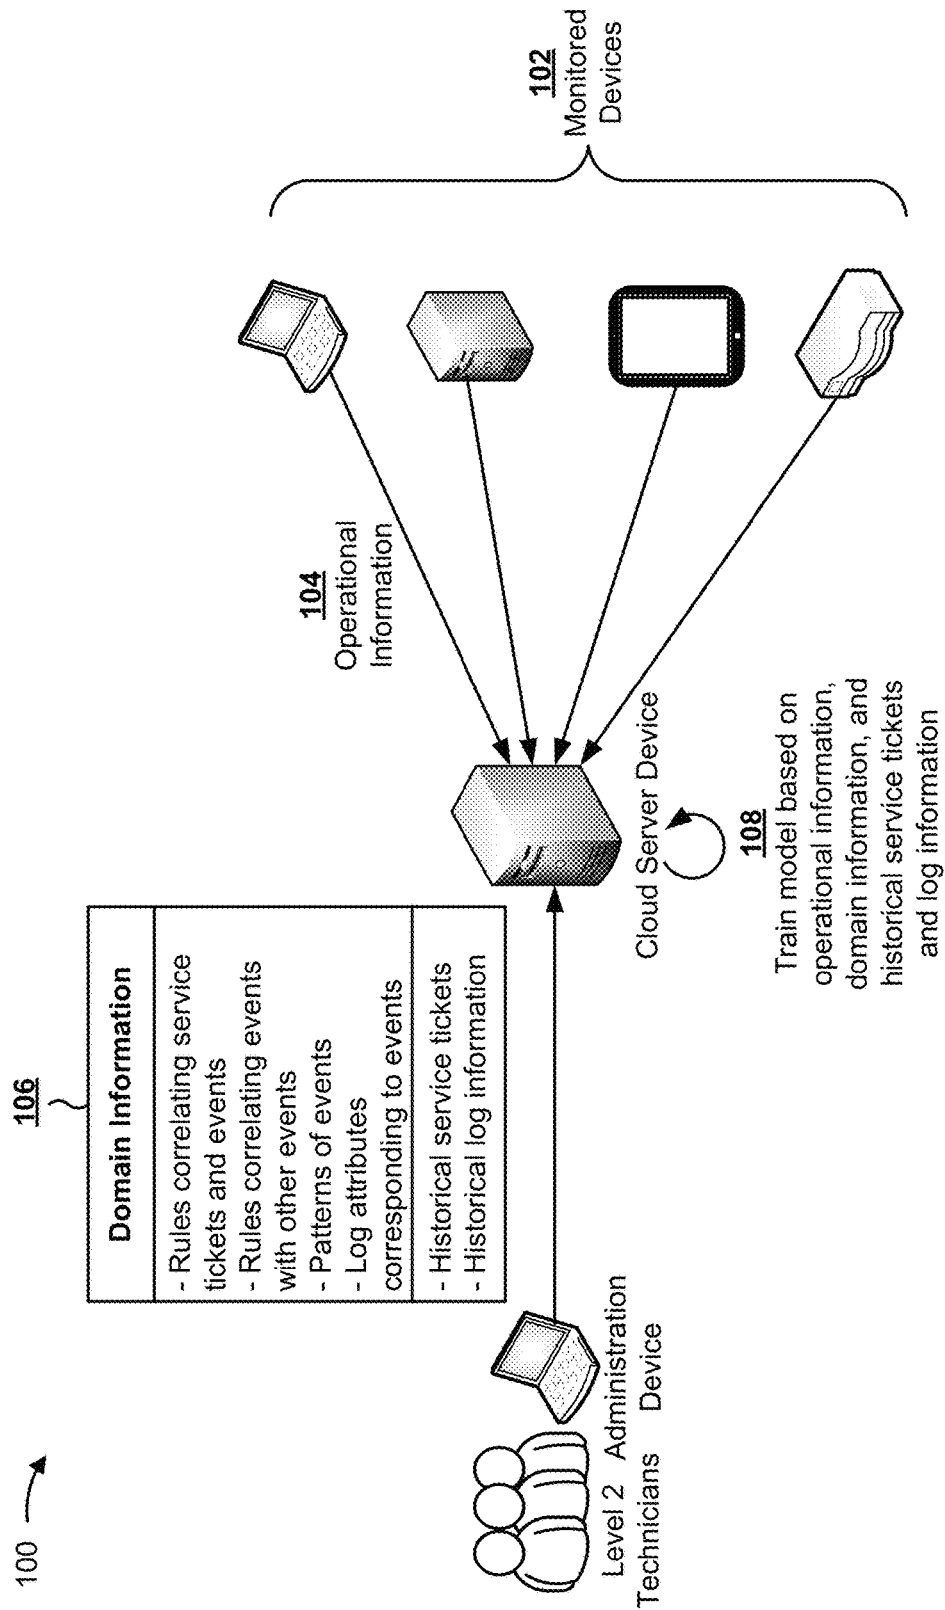 100
106
Domain Information
- Rules correlating service
tickets and events
- Rules correlating events
with other events
- Patterns of events
- Log attributes
corresponding to events
- Historical service tickets
- Historical log information
Level 2
Technicians
Administration
Device
Cloud Server Device
108
Train model based on
operational information,
domain information, and
historical service tickets
and log information
104
Operational
Information
102
Monitored
Devices